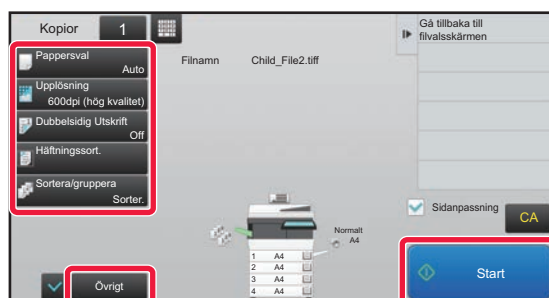 Kopior 1
Pappersval
Auto
Upplösning
600dpi (hög kvalitet)
Dubbelsidig Utskrift
Off
Häftningssort.
Sortera/gruppera
Sorter.
Övrigt
Filnamn Child_File2.tiff
Normalt
A4
1 A4
2 A4
3 A4
4 A4
Gå tillbaka till
filvalsskärmen
Sidanpassning
CA
Start